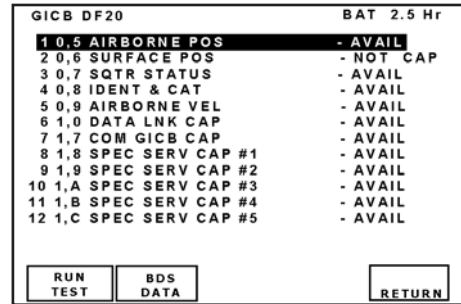 GICB DF20 BAT 2.5 Hr
1 0,5 AIRBORNE POS - AVAIL
2 0,6 SURFACE POS - NOT CAP
3 0,7 SQTR STATUS - AVAIL
4 0,8 IDENT & CAT - AVAIL
5 0,9 AIRBORNE VEL - AVAIL
6 1,0 DATA LNK CAP - AVAIL
7 1,7 COM GICB CAP - AVAIL
8 1,8 SPEC SERV CAP #1 - AVAIL
9 1,9 SPEC SERV CAP #2 - AVAIL
10 1,A SPEC SERV CAP #3 - AVAIL
11 1,B SPEC SERV CAP #4 - AVAIL
12 1,C SPEC SERV CAP #5 - AVAIL
RUN TEST
BDS DATA
RETURN